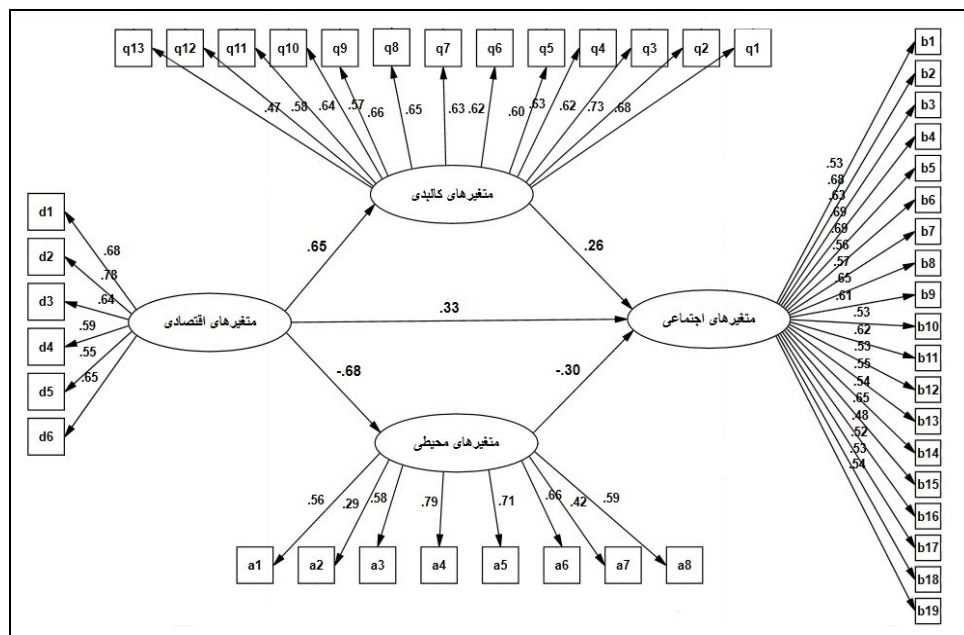 q13 q12 q11 q10 q9 q8 q7 q6 q5 q4 q3 q2 q1
.47 .58 .64 .57 .66 .65 .63 .62 .60 .63 .62 .73 .68
متغیرهای کالبدی
d1
d2
d3
d4
d5
d6
.68
.78
.64
.59
.55
.65
متغیرهای اقتصادی
.65
.26
.33
-.68
-.30
متغیرهای اجتماعی
متغیرهای محیطی
.56 .29 .58 .79 .71 .66 .42 .59
a1 a2 a3 a4 a5 a6 a7 a8
.53
.68
.63
.69
.69
.56
.57
.65
.61
.53
.62
.53
.55
.54
.65
.48
.52
.53
.54
b1
b2
b3
b4
b5
b6
b7
b8
b9
b10
b11
b12
b13
b14
b15
b16
b17
b18
b19